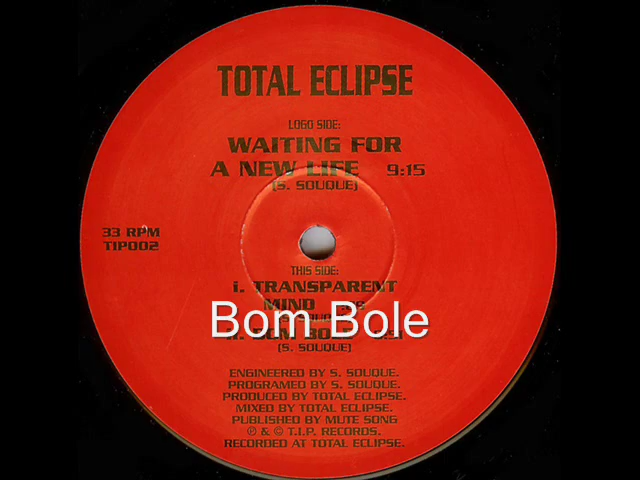 TOTAL ECLIPSE
LOGO SIDE:
WAITING FOR
A NEW LIFE 9:15
(S. SOUQUE)
33 RPM
TIP002
THIS SIDE:
i. TRANSPARENT
MIND
Bom Bole
(S. SOUQUE)
ENGINEERED BY S. SOUQUE.
PROGRAMED BY S. SOUQUE.
PRODUCED BY TOTAL ECLIPSE.
MIXED BY TOTAL ECLIPSE.
PUBLISHED BY MUTE SONG
℗ & © T.I.P. RECORDS.
RECORDED AT TOTAL ECLIPSE.